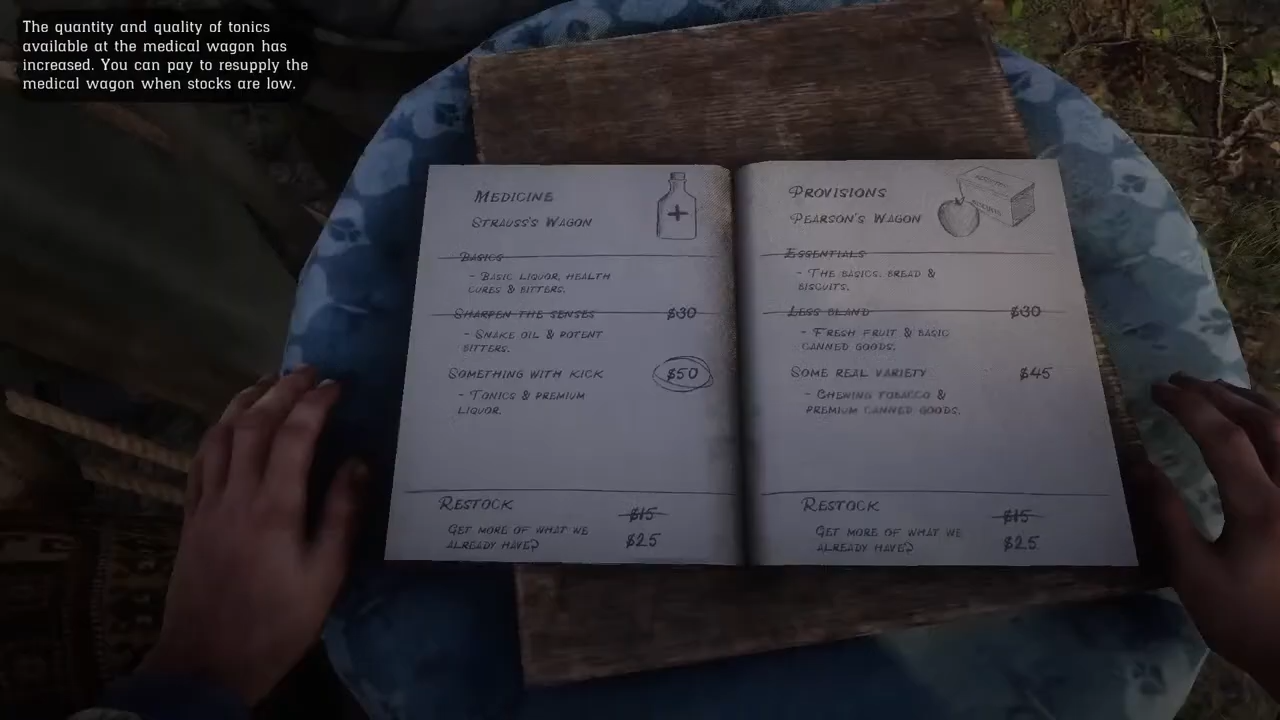 The quantity and quality of tonics
available at the medical wagon has
increased. You can pay to resupply the
medical wagon when stocks are low.
MEDICINE
STRAUSS'S WAGON
BASICS
- BASIC LIQUOR, HEALTH
CURES & BITTERS.
SHARPEN THE SENSES $30
- SNAKE OIL & POTENT
BITTERS.
SOMETHING WITH KICK $50
- TONICS & PREMIUM
LIQUOR.
RESTOCK $15
GET MORE OF WHAT WE
ALREADY HAVE? $25
PROVISIONS
PEARSON'S WAGON
ESSENTIALS
- THE BASICS. BREAD &
BISCUITS.
LESS BLAND $30
- FRESH FRUIT & BASIC
CANNED GOODS.
SOME REAL VARIETY $45
- CHEWING TOBACCO &
PREMIUM CANNED GOODS.
RESTOCK $15
GET MORE OF WHAT WE
ALREADY HAVE? $25